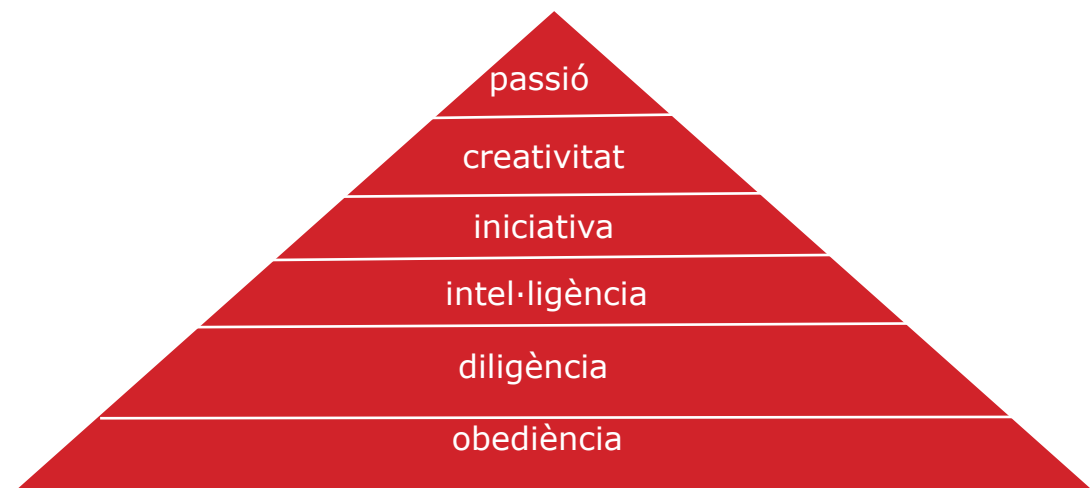 passió
creativitat
iniciativa
intel·ligència
diligència
obediència